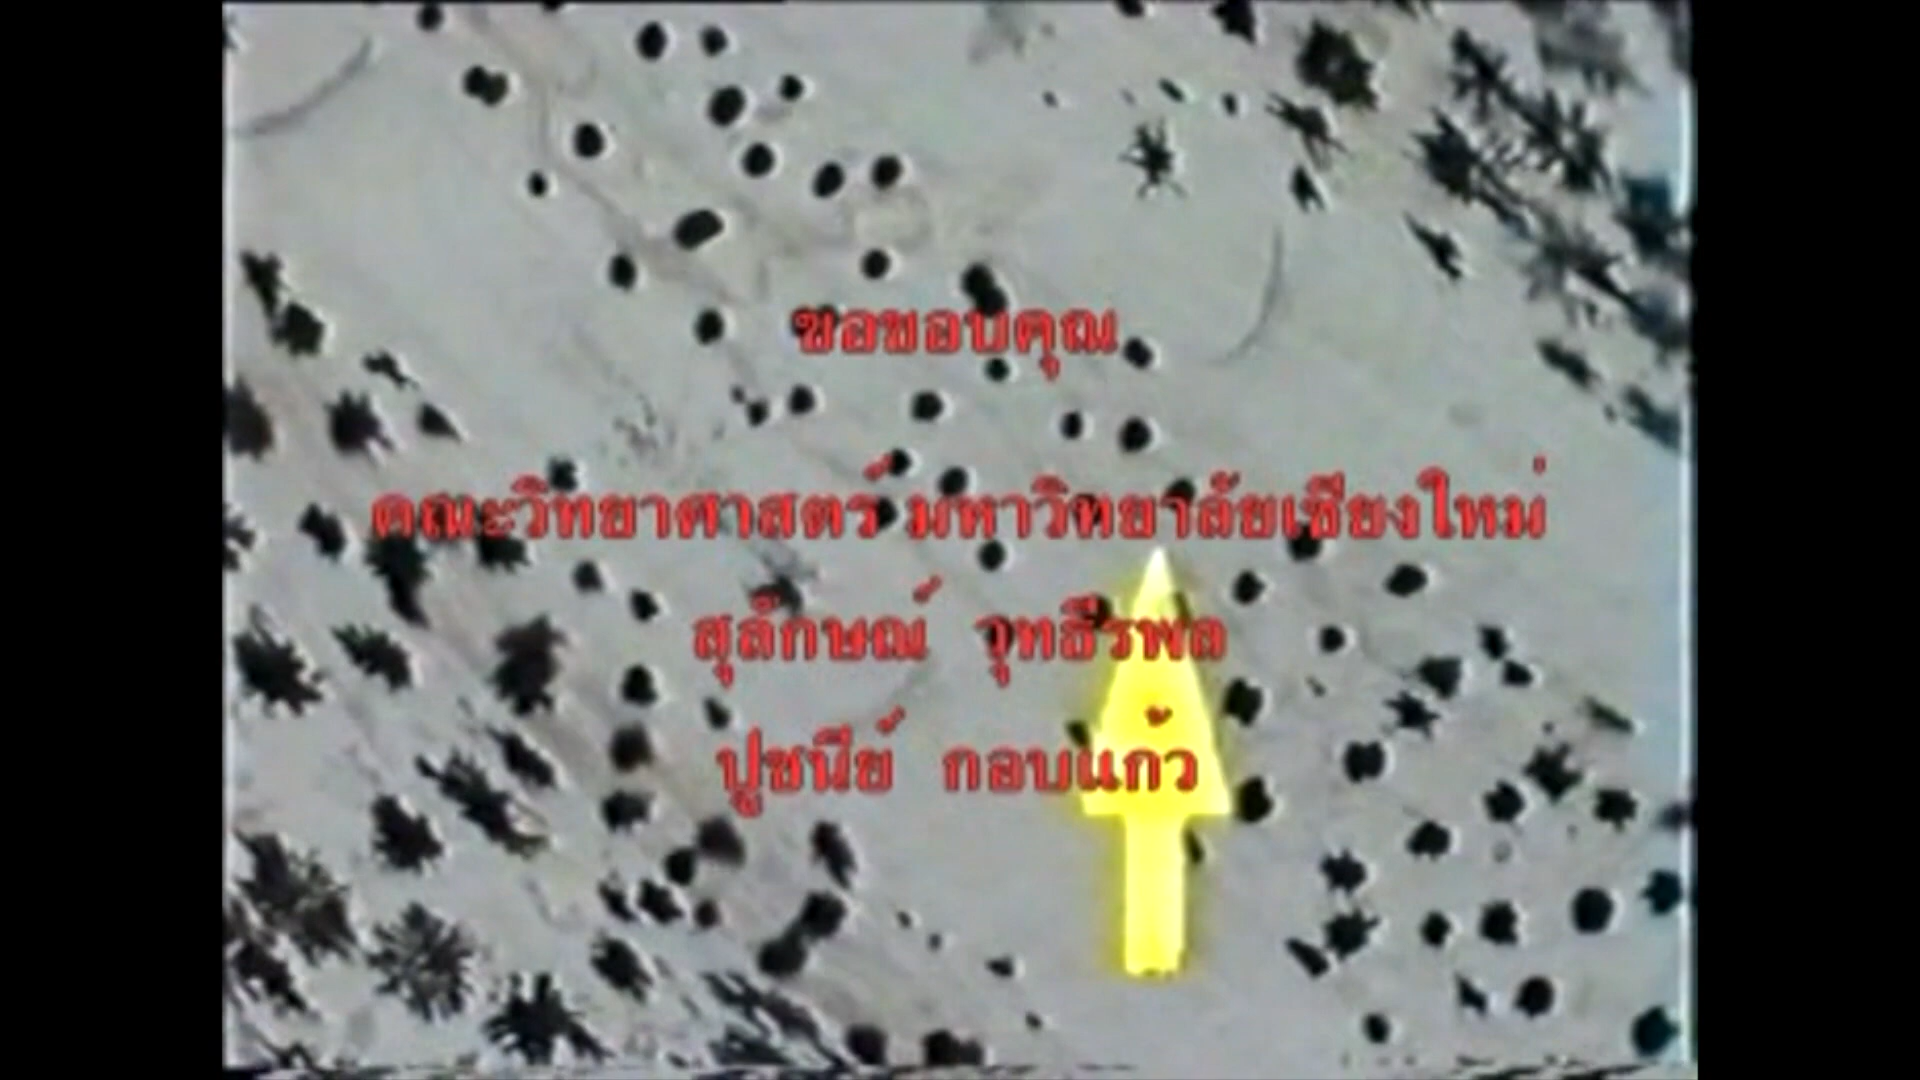 ขอขอบคุณ
คณะวิทยาศาสตร์ มหาวิทยาลัยเชียงใหม่
สุลักษณ์ จุทธีรพล
ปูชนีย์ กอบแก้ว